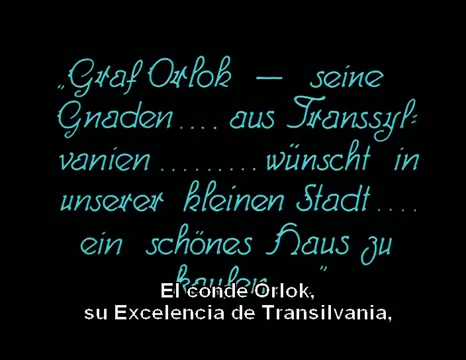 „Graf Orlok — seine
Gnaden .... aus Transsyl=
vanien ......... wünscht in
unserer kleinen Stadt ....
ein schönes Haus zu
El conde Orlok,
su Excelencia de Transilvania,